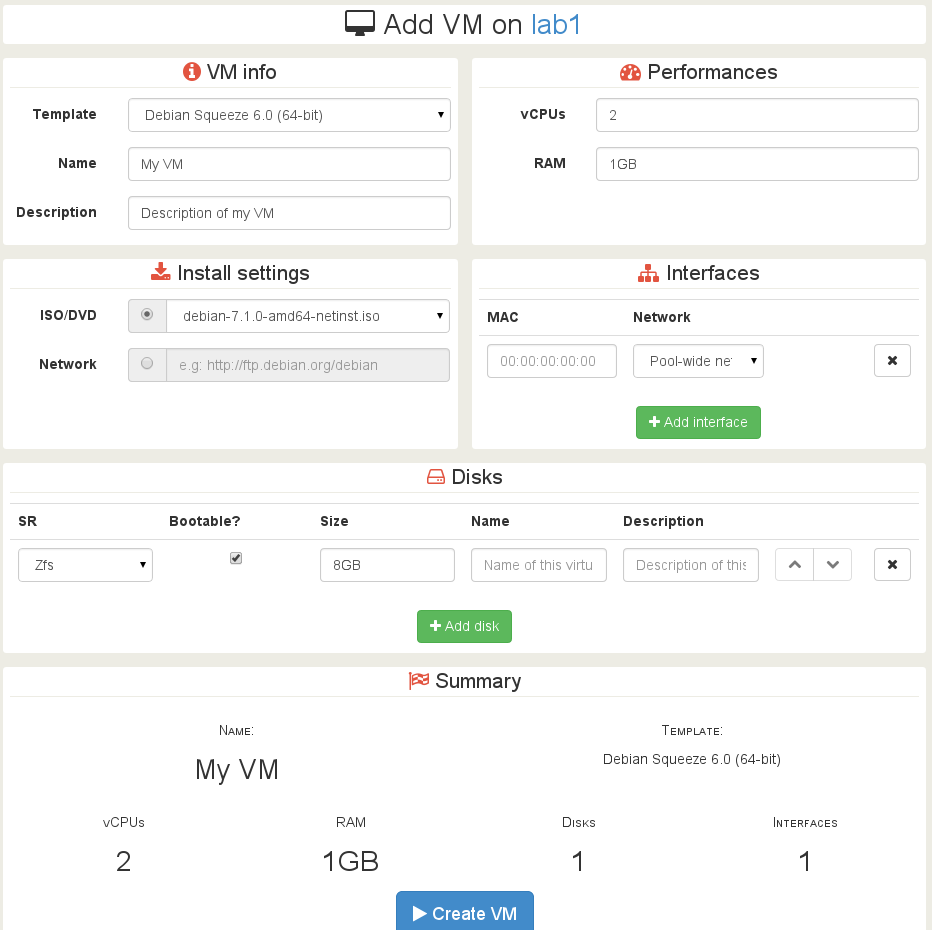 Add VM on lab1
VM info
Template Debian Squeeze 6.0 (64-bit)
Name My VM
Description Description of my VM
Performances
vCPUs 2
RAM 1GB
Install settings
ISO/DVD debian-7.1.0-amd64-netinst.iso
Network e.g: http://ftp.debian.org/debian
Interfaces
MAC Network
00:00:00:00:00 Pool-wide ne
Add interface
Disks
SR Bootable? Size Name Description
Zfs 8GB Name of this virtu Description of this
Add disk
Summary
Name: Template:
My VM Debian Squeeze 6.0 (64-bit)
vCPUs RAM Disks Interfaces
2 1GB 1 1
Create VM